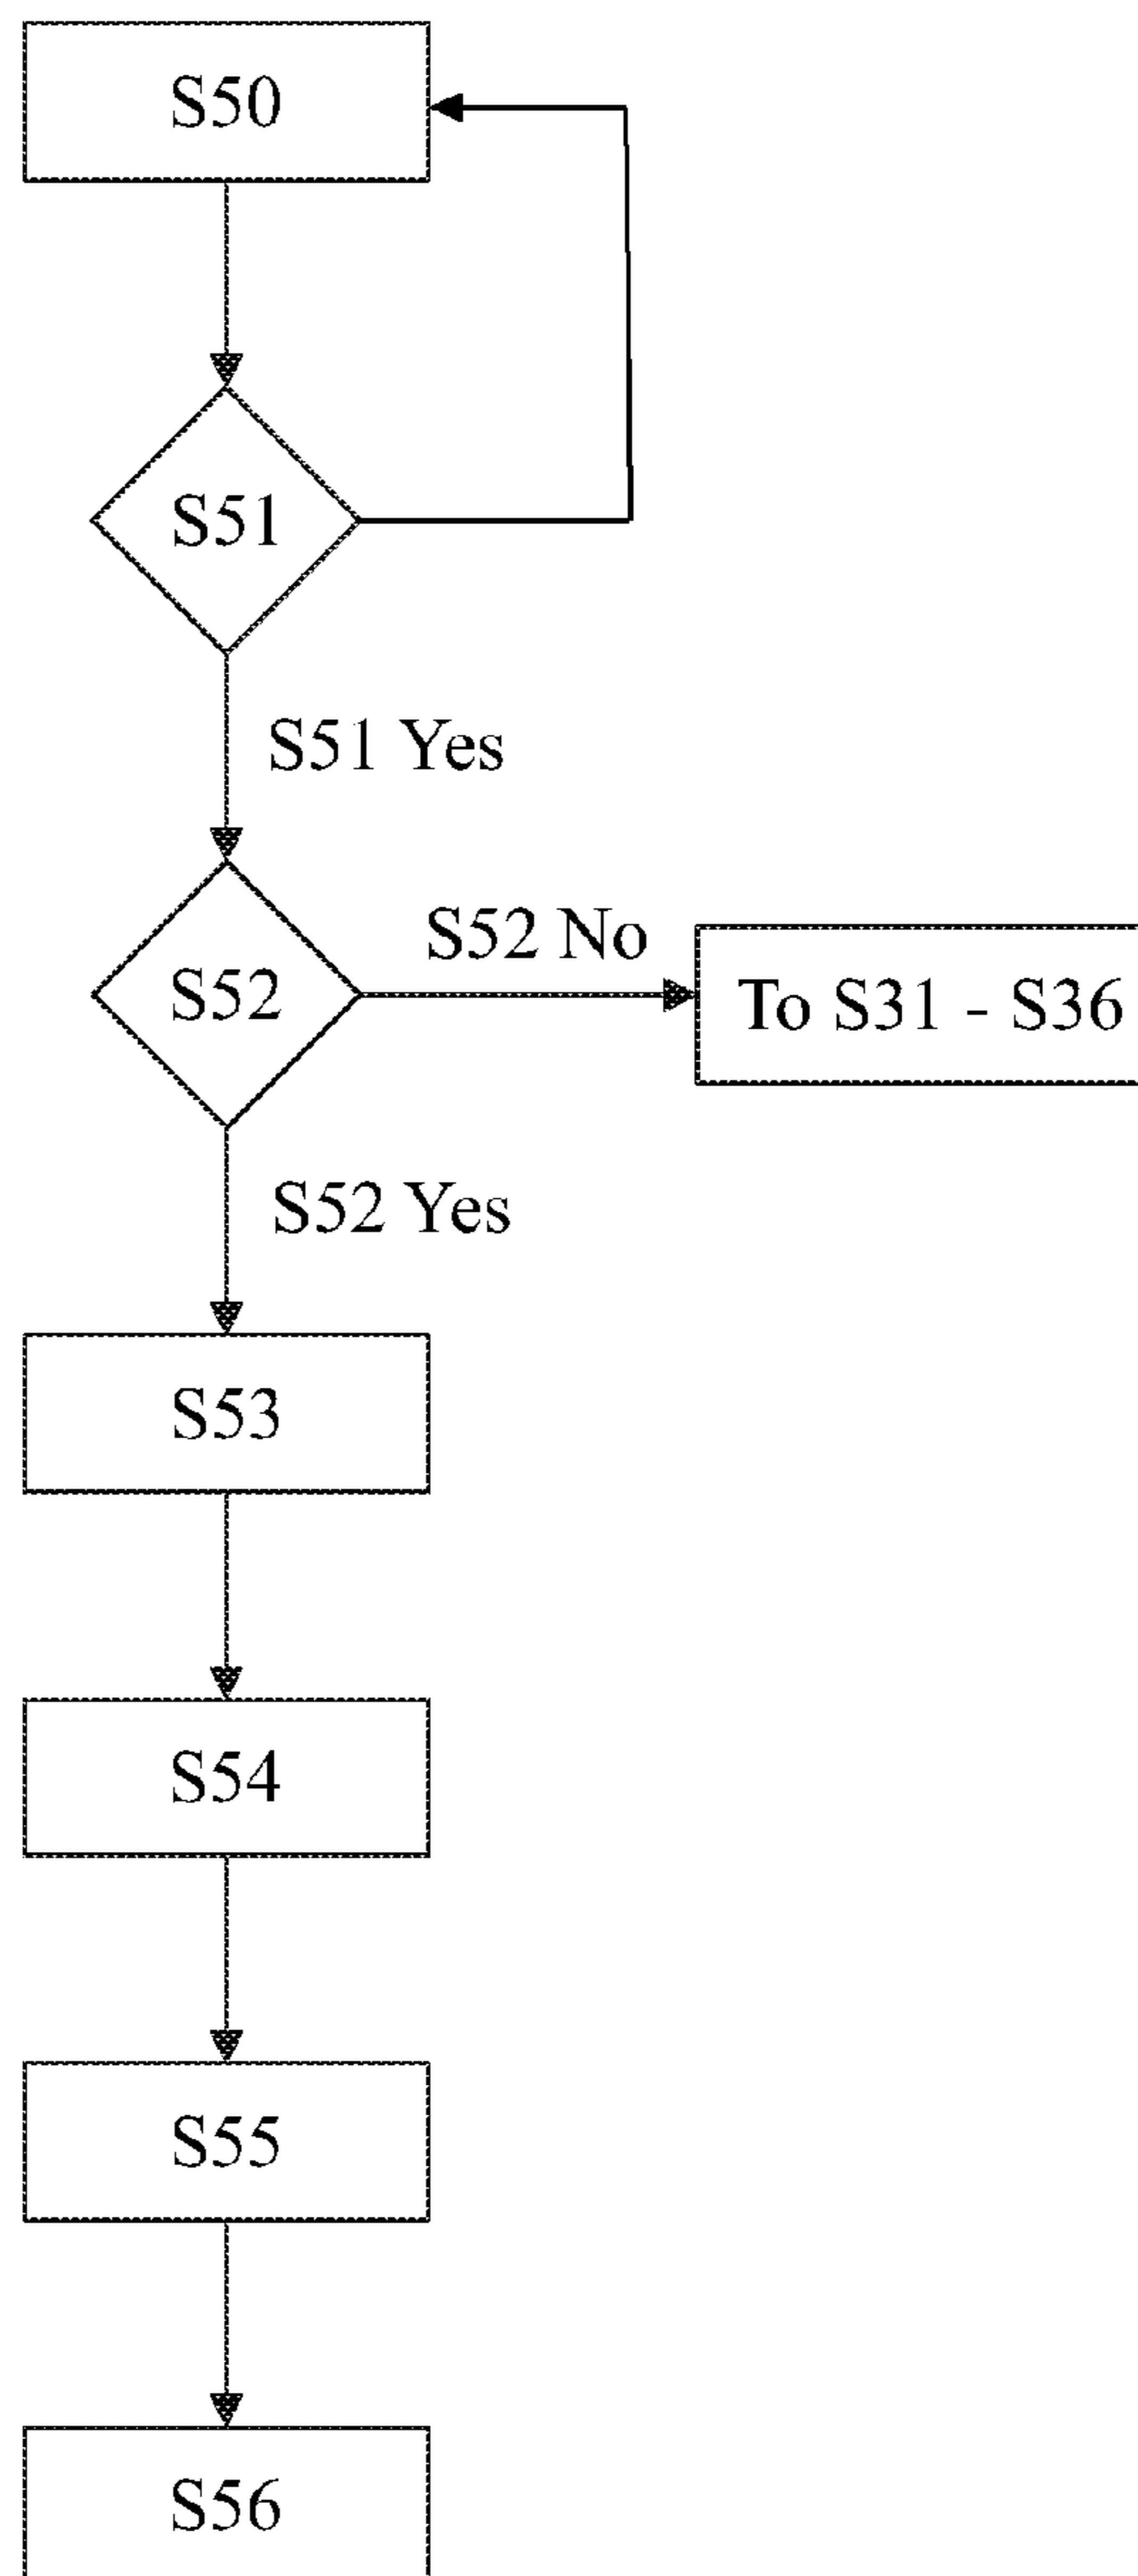 S50
S51
S51 Yes
S52 No
S52
To S31 - S36
S52 Yes
S53
S54
S55
S56